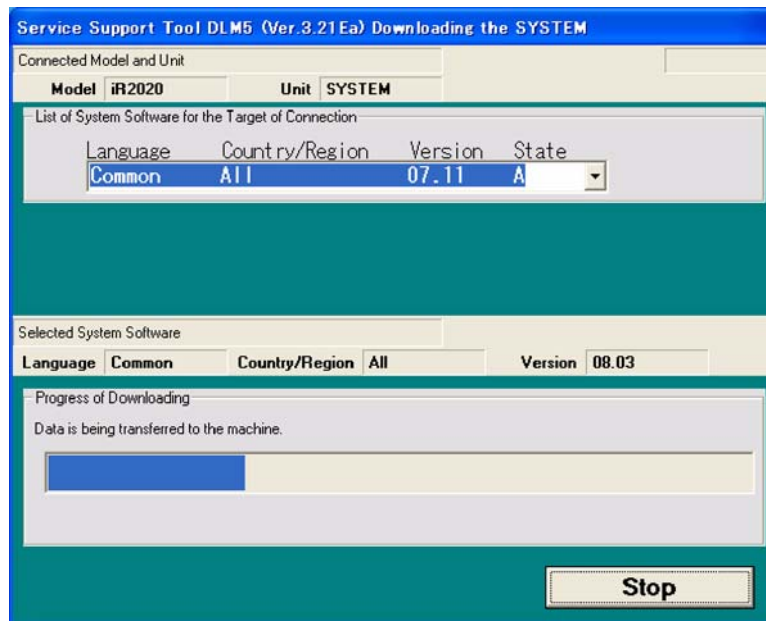 Service Support Tool DLM5 (Ver.3.21Ea) Downloading the SYSTEM
Connected Model and Unit
Model iR2020 Unit SYSTEM
List of System Software for the Target of Connection
Language Country/Region Version State
Common All 07.11 A
Selected System Software
Language Common Country/Region All Version 08.03
Progress of Downloading
Data is being transferred to the machine.
Stop